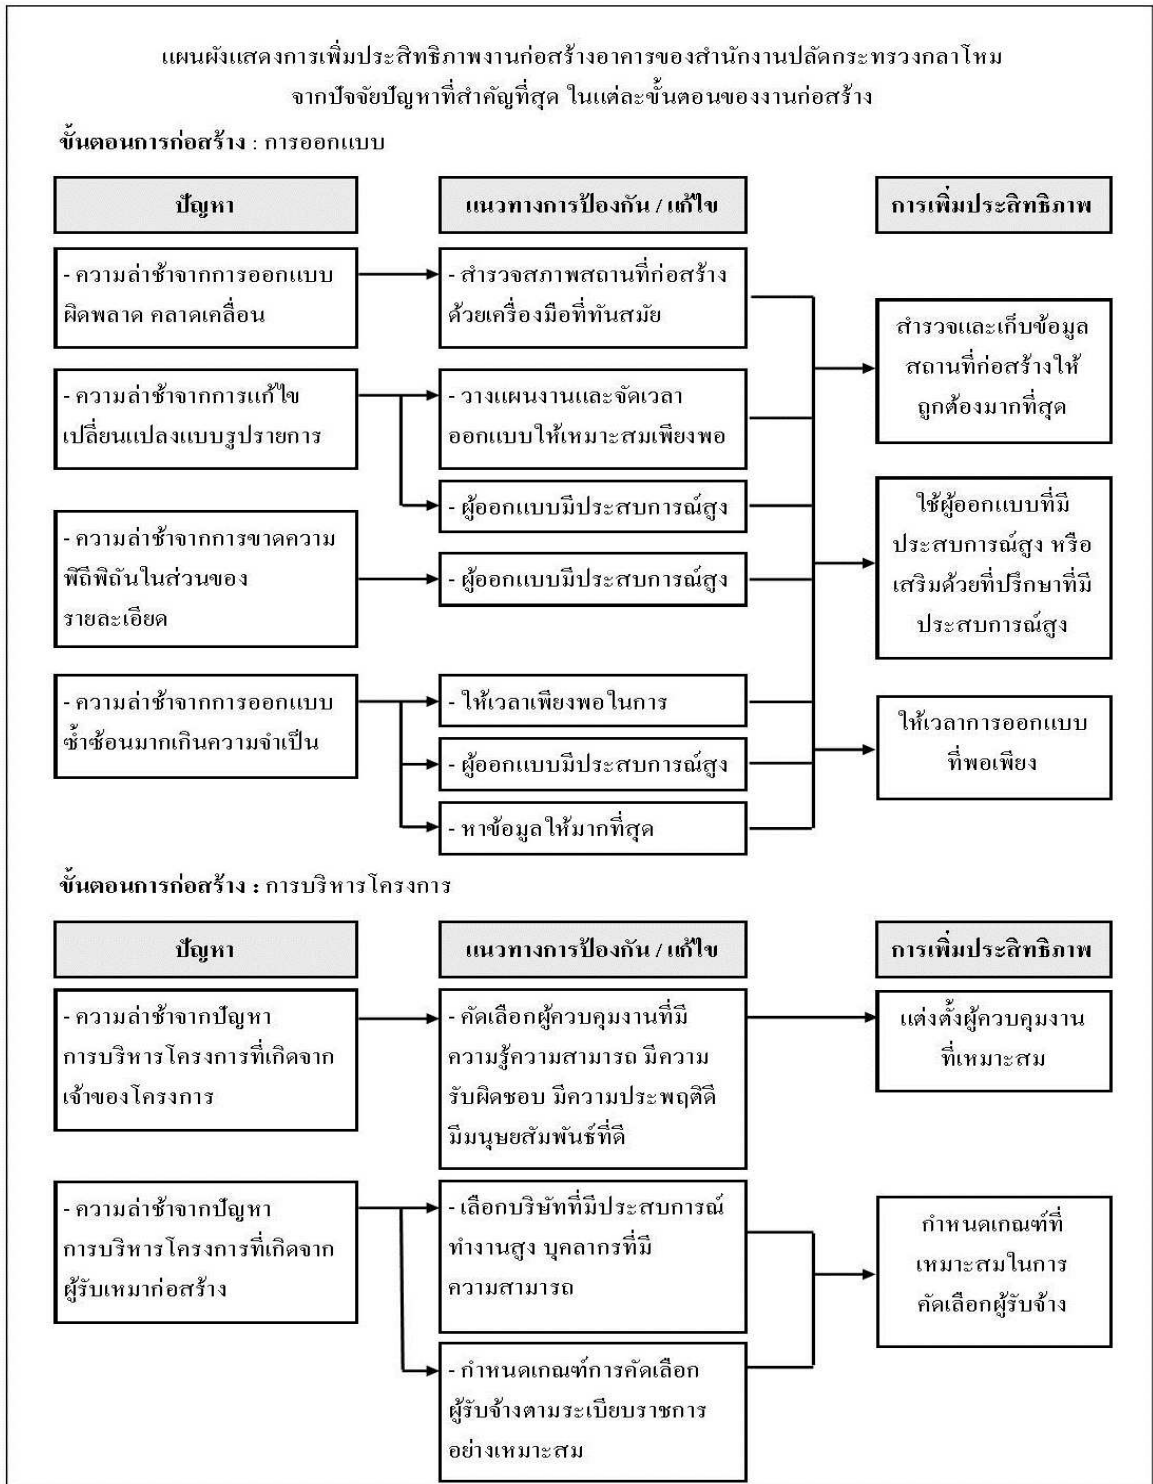 แผนผังแสดงการเพิ่มประสิทธิภาพงานก่อสร้างอาคารของสำนักงานปลัดกระทรวงกลาโหม
จากปัจจัยปัญหาที่สำคัญที่สุด ในแต่ละขั้นตอนของงานก่อสร้าง
ขั้นตอนการก่อสร้าง : การออกแบบ
ปัญหา
แนวทางการป้องกัน / แก้ไข
การเพิ่มประสิทธิภาพ
- ความล่าช้าจากการออกแบบ
ผิดพลาด คลาดเคลื่อน
- สำรวจสภาพสถานที่ก่อสร้าง
ด้วยเครื่องมือที่ทันสมัย
สำรวจและเก็บข้อมูล
สถานที่ก่อสร้างให้
ถูกต้องมากที่สุด
- ความล่าช้าจากการแก้ไข
เปลี่ยนแปลงแบบรูปรายการ
- วางแผนงานและจัดเวลา
ออกแบบให้เหมาะสมเพียงพอ
- ผู้ออกแบบมีประสบการณ์สูง
ใช้ผู้ออกแบบที่มี
ประสบการณ์สูง หรือ
เสริมด้วยที่ปรึกษาที่มี
ประสบการณ์สูง
- ความล่าช้าจากการขาดความ
พิถีพิถันในส่วนของ
รายละเอียด
- ผู้ออกแบบมีประสบการณ์สูง
- ความล่าช้าจากการออกแบบ
ซ้ำซ้อนมากเกินความจำเป็น
- ให้เวลาเพียงพอในการ
- ผู้ออกแบบมีประสบการณ์สูง
- หาข้อมูลให้มากที่สุด
ให้เวลาการออกแบบ
ที่พอเพียง
ขั้นตอนการก่อสร้าง : การบริหารโครงการ
ปัญหา
แนวทางการป้องกัน / แก้ไข
การเพิ่มประสิทธิภาพ
- ความล่าช้าจากปัญหา
การบริหารโครงการที่เกิดจาก
เจ้าของโครงการ
- คัดเลือกผู้ควบคุมงานที่มี
ความรู้ความสามารถ มีความ
รับผิดชอบ มีความประพฤติดี
มีมนุษยสัมพันธ์ที่ดี
แต่งตั้งผู้ควบคุมงาน
ที่เหมาะสม
- ความล่าช้าจากปัญหา
การบริหารโครงการที่เกิดจาก
ผู้รับเหมาก่อสร้าง
- เลือกบริษัทที่มีประสบการณ์
ทำงานสูง บุคลากรที่มี
ความสามารถ
- กำหนดเกณฑ์การคัดเลือก
ผู้รับจ้างตามระเบียบราชการ
อย่างเหมาะสม
กำหนดเกณฑ์ที่
เหมาะสมในการ
คัดเลือกผู้รับจ้าง